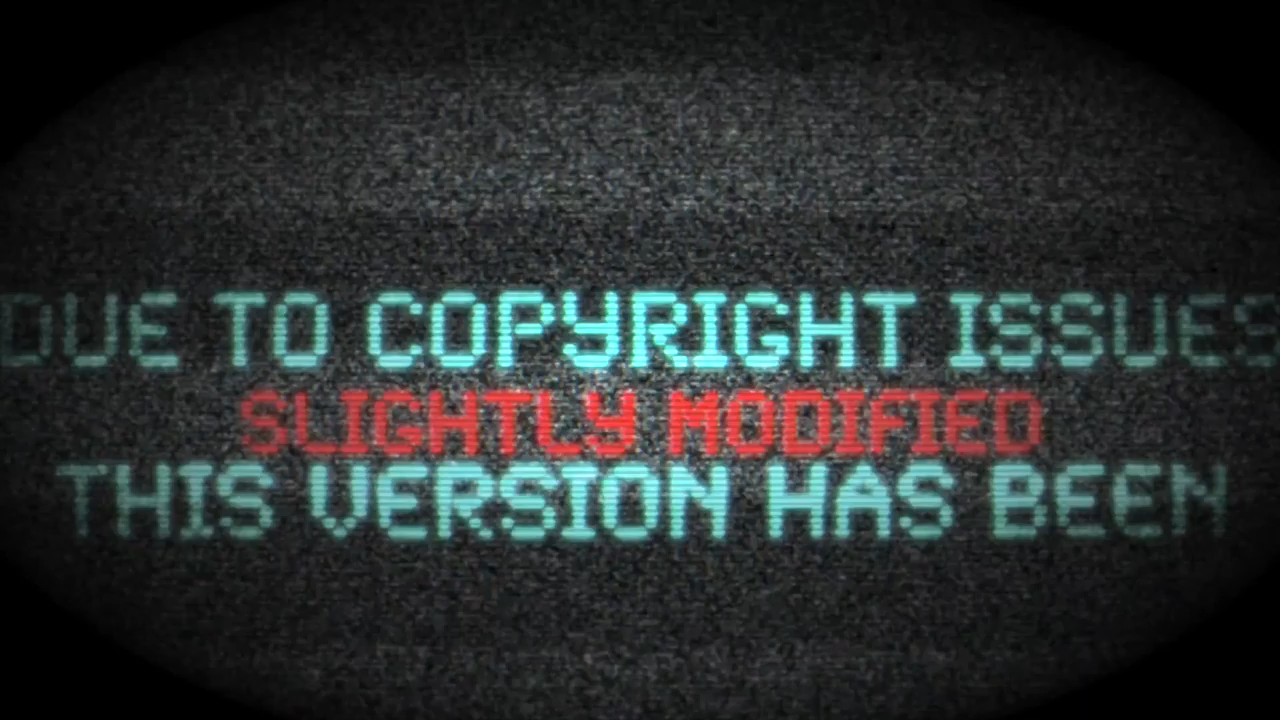 DUE TO COPYRIGHT ISSUES
SLIGHTLY MODIFIED
THIS VERSION HAS BEEN